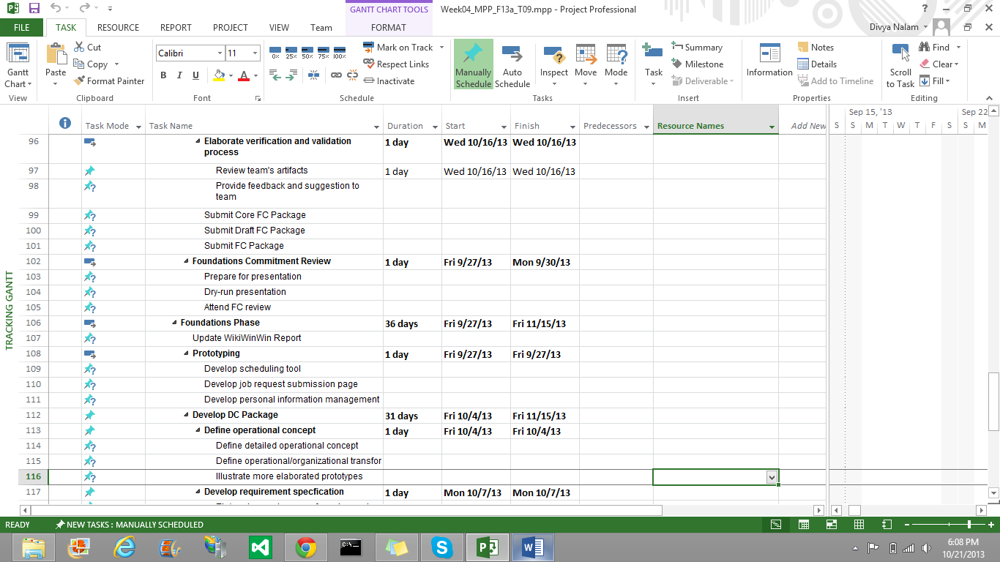 GANTT CHART TOOLS
Week04_MPP_F13a_T09.mpp - Project Professional
?
FILE TASK RESOURCE REPORT PROJECT VIEW Team FORMAT
Divya Nalam
Gantt Chart
View
Paste
Cut
Copy
Format Painter
Clipboard
Calibri 11
B I U A
Font
0% 25% 50% 75% 100%
Mark on Track
Respect Links
Inactivate
Schedule
Manually Schedule
Auto Schedule
Inspect Move Mode
Tasks
Task
Summary
Milestone
Deliverable
Insert
Information
Notes
Details
Add to Timeline
Properties
Scroll to Task
Find
Clear
Fill
Editing
Task Mode Task Name Duration Start Finish Predecessors Resource Names Add New
Sep 15, '13 Sep 22
S S M T W T F S S M
TRACKING GANTT
96 Elaborate verification and validation process 1 day Wed 10/16/13 Wed 10/16/13
97 Review team's artifacts 1 day Wed 10/16/13 Wed 10/16/13
98 Provide feedback and suggestion to team
99 Submit Core FC Package
100 Submit Draft FC Package
101 Submit FC Package
102 Foundations Commitment Review 1 day Fri 9/27/13 Mon 9/30/13
103 Prepare for presentation
104 Dry-run presentation
105 Attend FC review
106 Foundations Phase 36 days Fri 9/27/13 Fri 11/15/13
107 Update WikiWinWin Report
108 Prototyping 1 day Fri 9/27/13 Fri 9/27/13
109 Develop scheduling tool
110 Develop job request submission page
111 Develop personal information management
112 Develop DC Package 31 days Fri 10/4/13 Fri 11/15/13
113 Define operational concept 1 day Fri 10/4/13 Fri 10/4/13
114 Define detailed operational concept
115 Define operational/organizational transfor
116 Illustrate more elaborated prototypes
117 Develop requirement specfication 1 day Mon 10/7/13 Mon 10/7/13
READY NEW TASKS : MANUALLY SCHEDULED
6:08 PM
10/21/2013